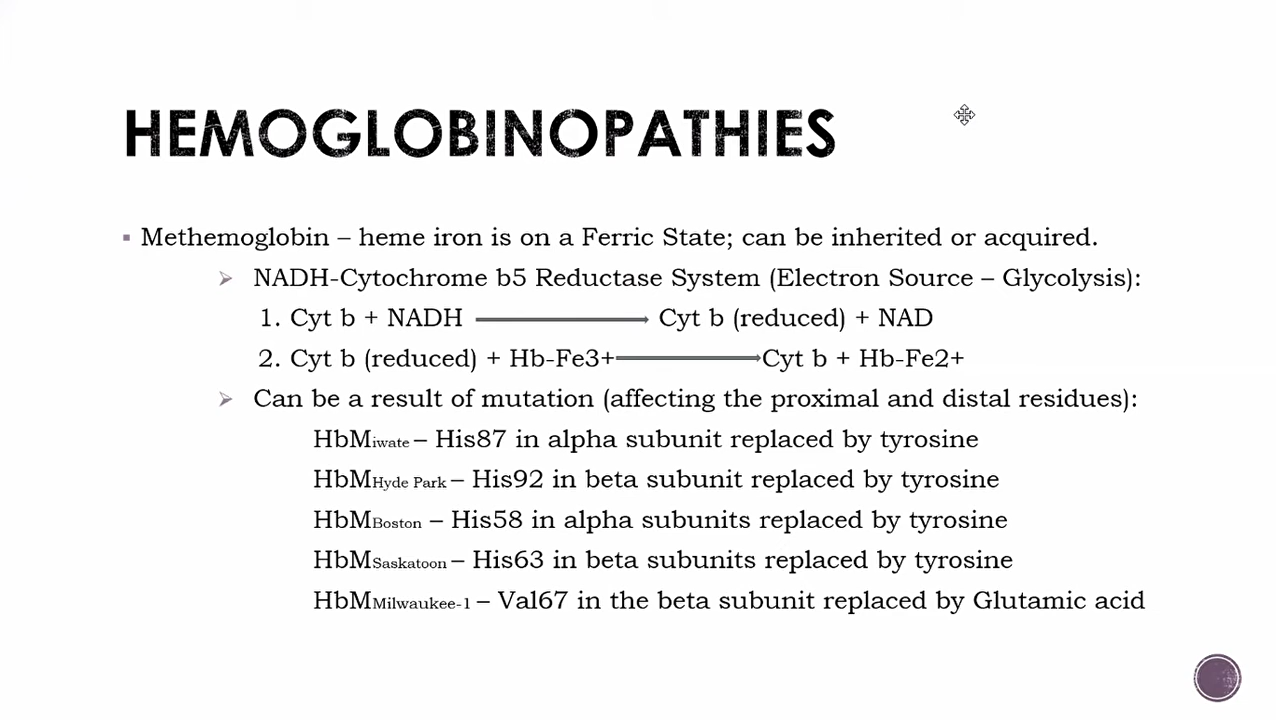 HEMOGLOBINOPATHIES
▪ Methemoglobin – heme iron is on a Ferric State; can be inherited or acquired.
➢ NADH-Cytochrome b5 Reductase System (Electron Source – Glycolysis):
1. Cyt b + NADH ⟶ Cyt b (reduced) + NAD
2. Cyt b (reduced) + Hb-Fe3+ ⟶ Cyt b + Hb-Fe2+
➢ Can be a result of mutation (affecting the proximal and distal residues):
HbMiwate – His87 in alpha subunit replaced by tyrosine
HbMHyde Park – His92 in beta subunit replaced by tyrosine
HbMBoston – His58 in alpha subunits replaced by tyrosine
HbMSaskatoon – His63 in beta subunits replaced by tyrosine
HbMMilwaukee-1 – Val67 in the beta subunit replaced by Glutamic acid